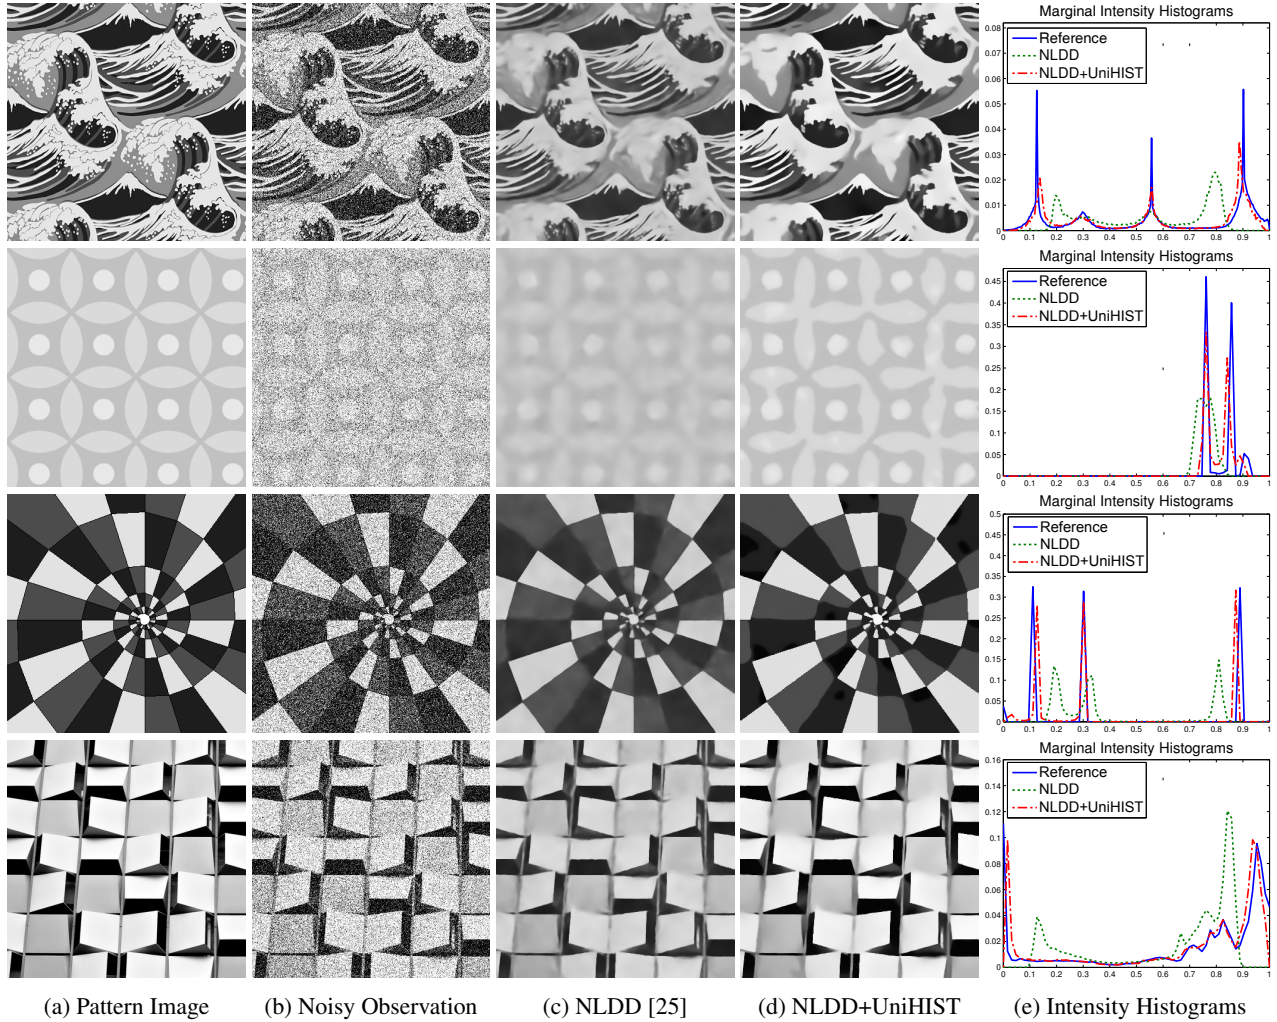 Marginal Intensity Histograms
0.08
0.07
0.06
0.05
0.04
0.03
0.02
0.01
0
0 0.1 0.2 0.3 0.4 0.5 0.6 0.7 0.8 0.9 1
Reference
NLDD
NLDD+UniHIST
Marginal Intensity Histograms
0.45
0.4
0.35
0.3
0.25
0.2
0.15
0.1
0.05
0
0 0.1 0.2 0.3 0.4 0.5 0.6 0.7 0.8 0.9 1
Reference
NLDD
NLDD+UniHIST
Marginal Intensity Histograms
0.5
0.45
0.4
0.35
0.3
0.25
0.2
0.15
0.1
0.05
0
0 0.1 0.2 0.3 0.4 0.5 0.6 0.7 0.8 0.9 1
Reference
NLDD
NLDD+UniHIST
Marginal Intensity Histograms
0.16
0.14
0.12
0.1
0.08
0.06
0.04
0.02
0
0 0.1 0.2 0.3 0.4 0.5 0.6 0.7 0.8 0.9 1
Reference
NLDD
NLDD+UniHIST
(a) Pattern Image (b) Noisy Observation (c) NLDD [25] (d) NLDD+UniHIST (e) Intensity Histograms